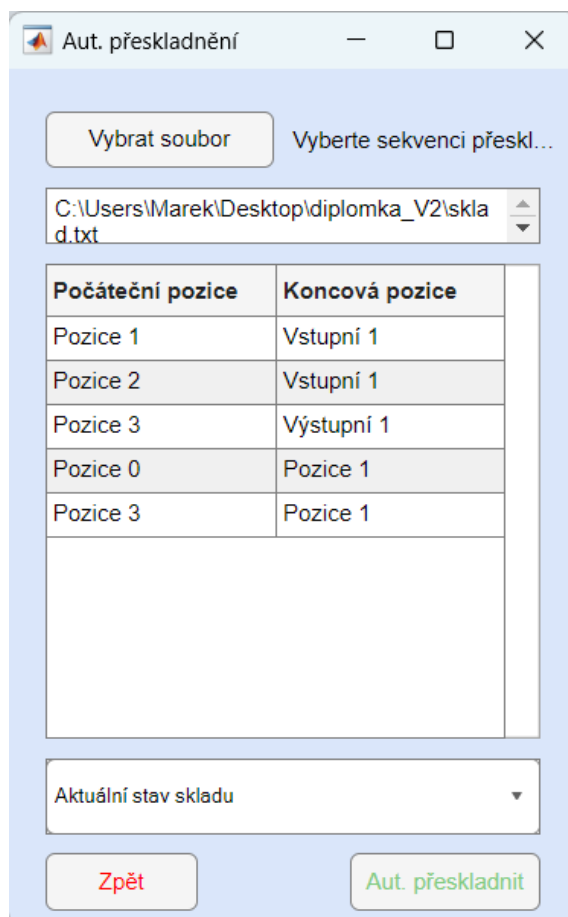 Aut. přeskladnění
Vybrat soubor Vyberte sekvenci přeskl...
C:\Users\Marek\Desktop\diplomka_V2\skla
d.txt
Počáteční pozice Koncová pozice
Pozice 1 Vstupní 1
Pozice 2 Vstupní 1
Pozice 3 Výstupní 1
Pozice 0 Pozice 1
Pozice 3 Pozice 1
Aktuální stav skladu
Zpět Aut. přeskladnit